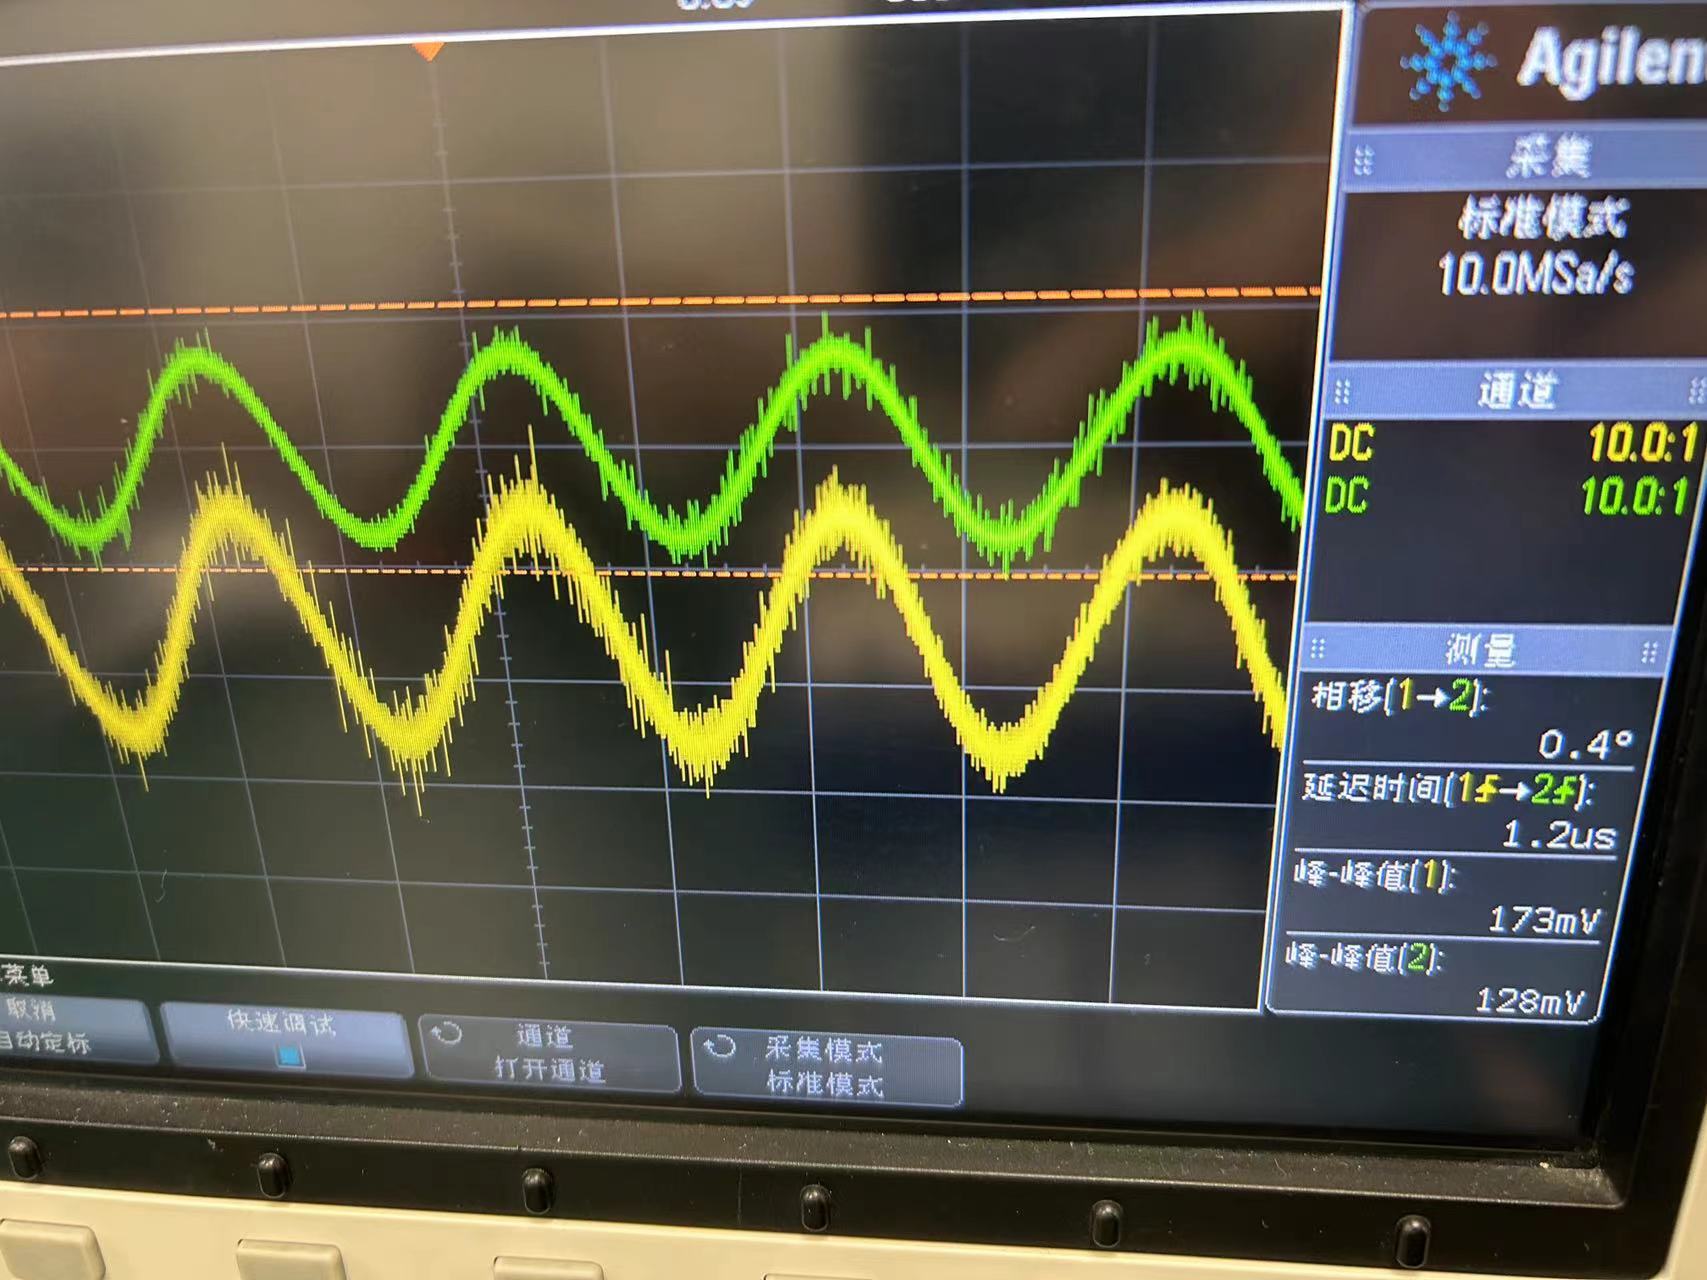 Agilen
采集
标准模式
10.0MSa/s
通道
DC 10.0:1
DC 10.0:1
测量
相移(1→2):
0.4°
延迟时间(1↑→2↑):
1.2us
峰-峰值(1):
173mV
峰-峰值(2):
128mV
菜单
取消
自动定标
快速调试
通道
打开通道
采集模式
标准模式